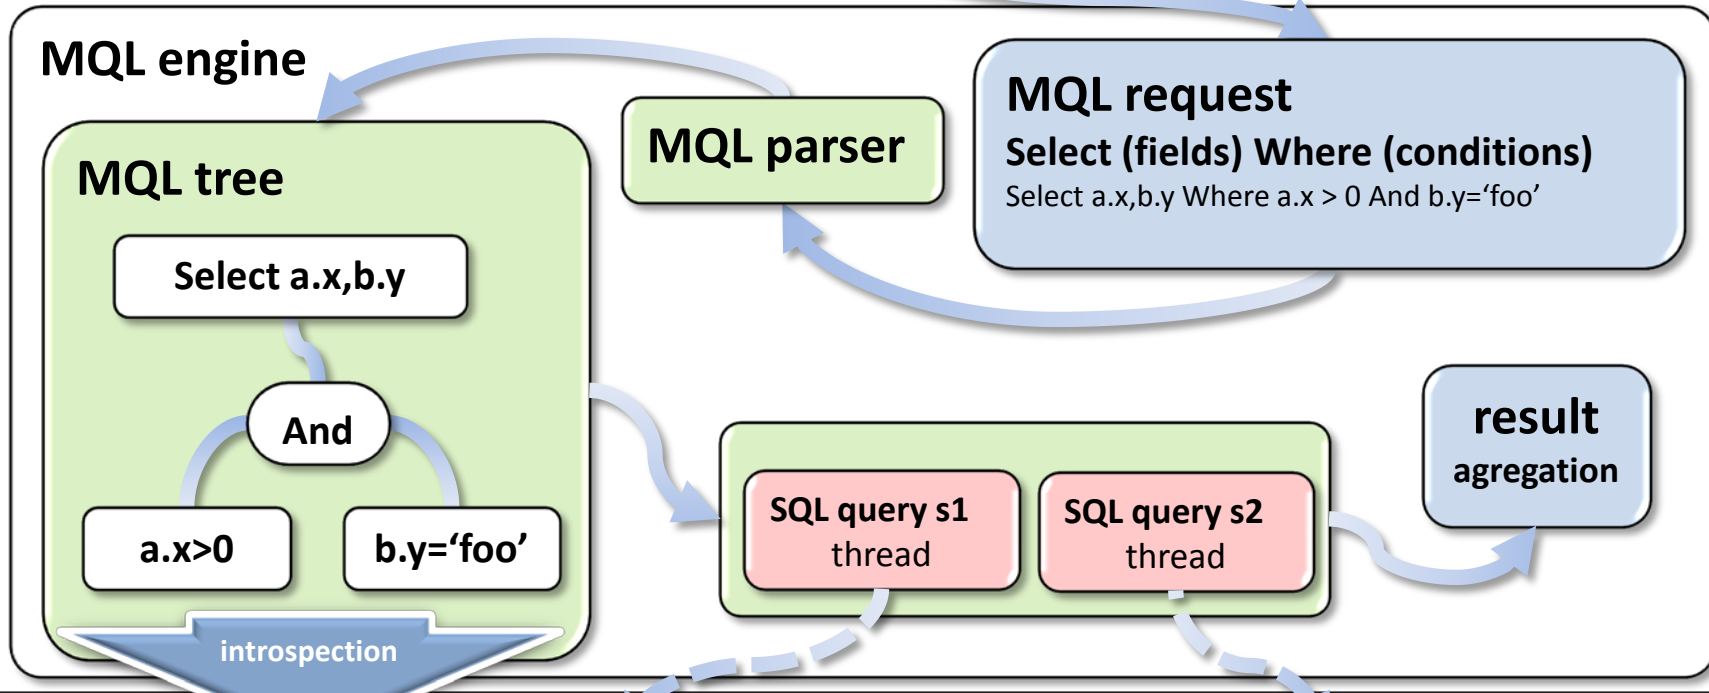 MQL engine
MQL request
Select (fields) Where (conditions)
Select a.x,b.y Where a.x > 0 And b.y=‘foo’
MQL parser
MQL tree
Select a.x,b.y
And
a.x>0
b.y=‘foo’
introspection
SQL query s1
thread
SQL query s2
thread
result
agregation